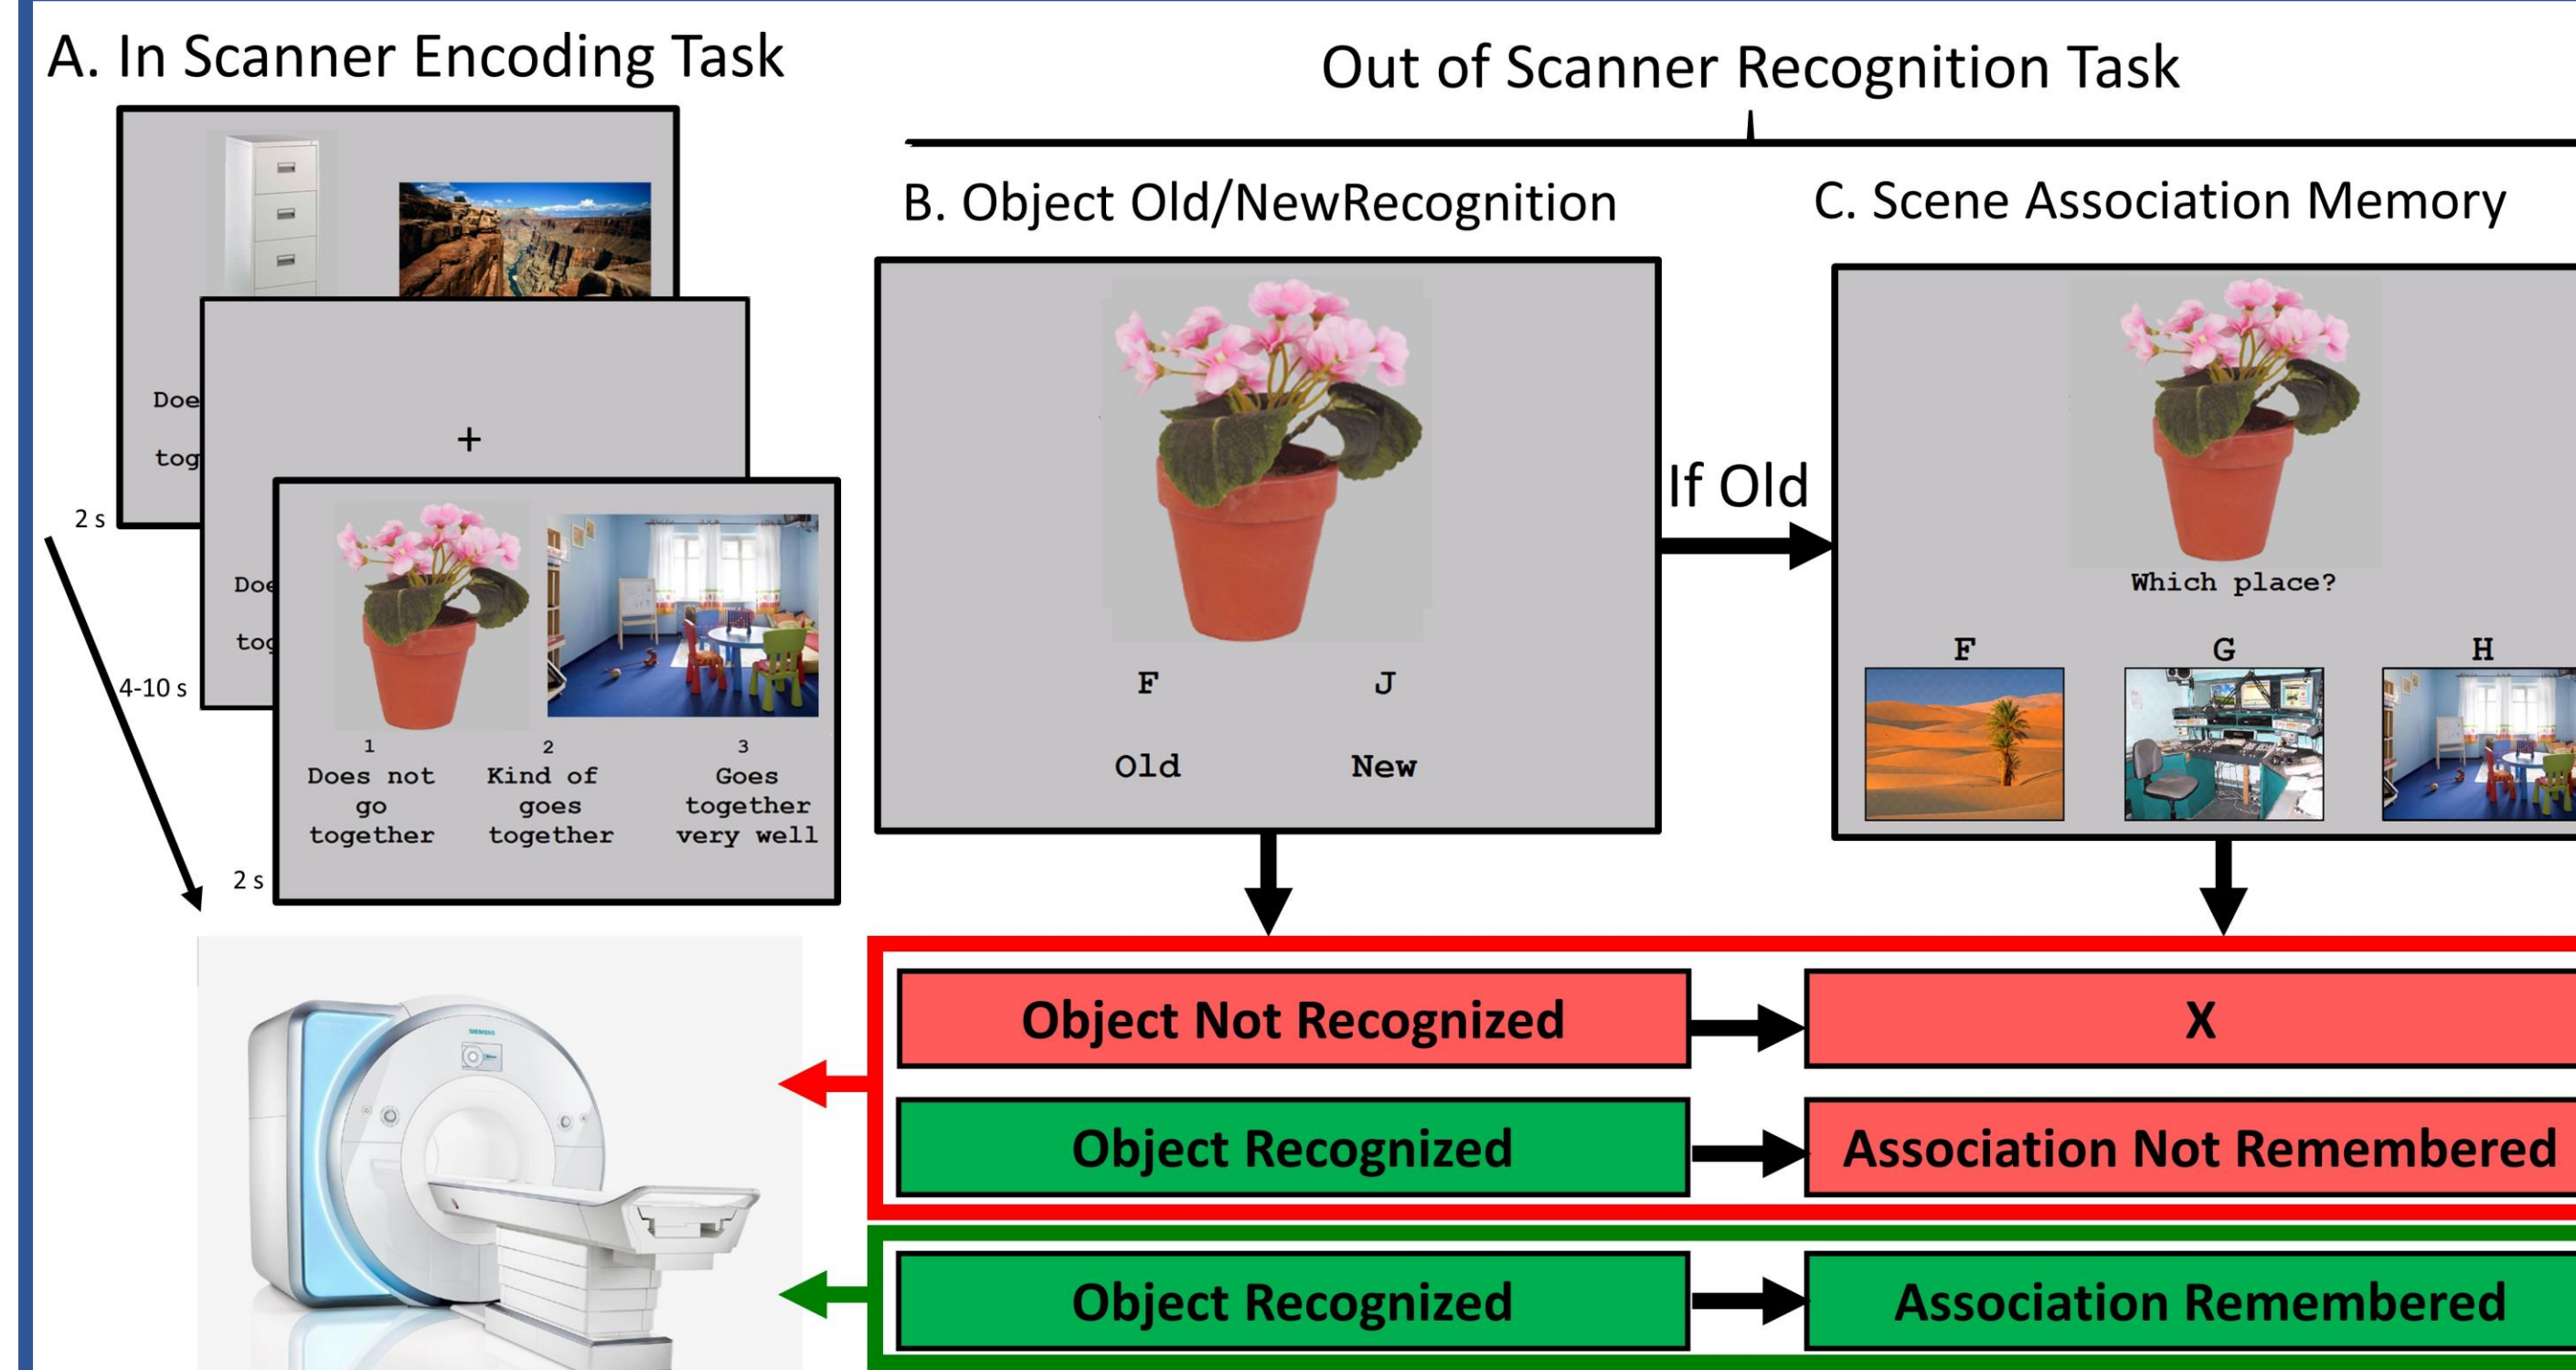 A. In Scanner Encoding Task
Doe
tog
2 s
+
Doe
tog
4-10 s
1 2 3
Does not Kind of Goes
go goes together
together together very well
2 s
SIEMENS
Out of Scanner Recognition Task
B. Object Old/NewRecognition
F J
Old New
If Old
C. Scene Association Memory
Which place?
F G H
Object Not Recognized X
Object Recognized Association Not Remembered
Object Recognized Association Remembered